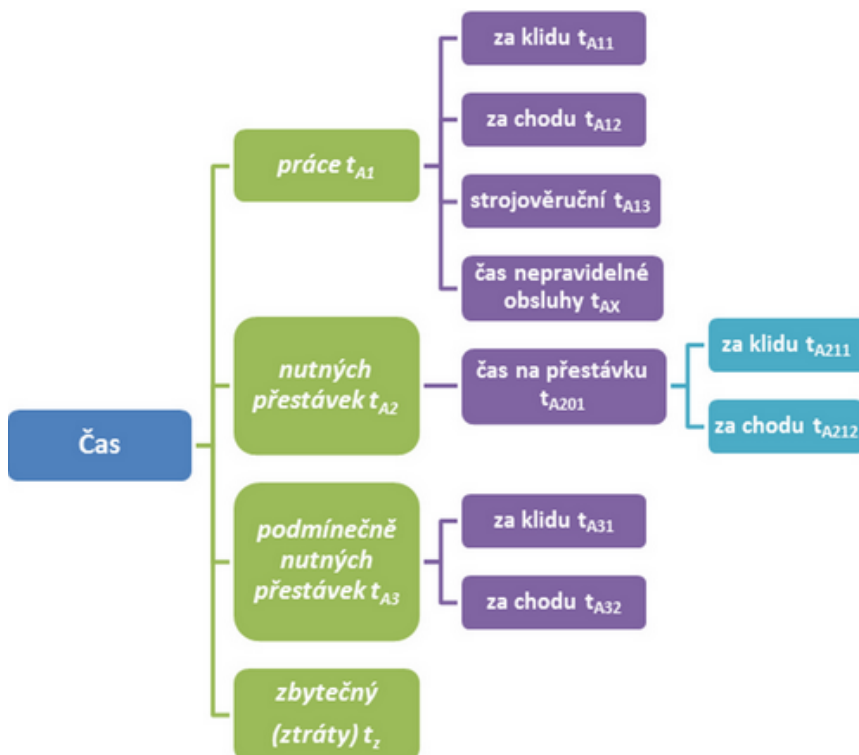 Čas
práce tA1
za klidu tA11
za chodu tA12
strojověruční tA13
čas nepravidelné
obsluhy tAX
nutných
přestávek tA2
čas na přestávku
tA201
za klidu tA211
za chodu tA212
podmínečně
nutných
přestávek tA3
za klidu tA31
za chodu tA32
zbytečný
(ztráty) tz